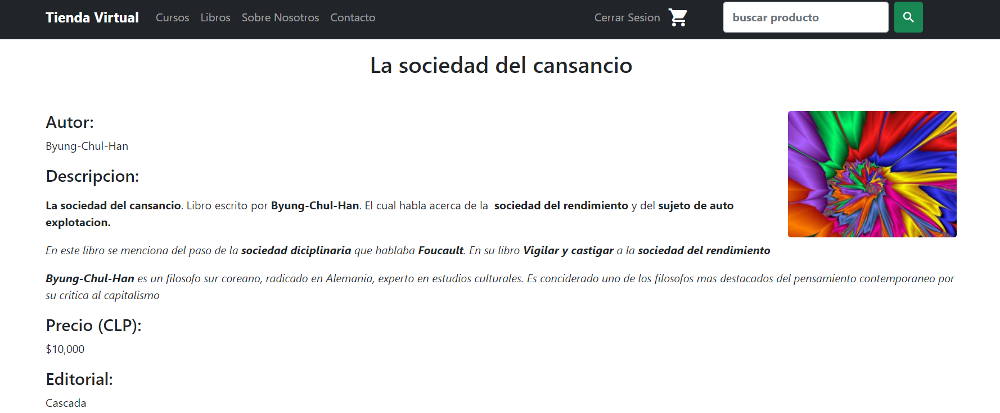 Tienda Virtual Cursos Libros Sobre Nosotros Contacto Cerrar Sesion buscar producto
La sociedad del cansancio
Autor:
Byung-Chul-Han
Descripcion:
La sociedad del cansancio. Libro escrito por Byung-Chul-Han. El cual habla acerca de la sociedad del rendimiento y del sujeto de auto
explotacion.
En este libro se menciona del paso de la sociedad diciplinaria que hablaba Foucault. En su libro Vigilar y castigar a la sociedad del rendimiento
Byung-Chul-Han es un filosofo sur coreano, radicado en Alemania, experto en estudios culturales. Es conciderado uno de los filosofos mas destacados del pensamiento contemporaneo por
su critica al capitalismo
Precio (CLP):
$10,000
Editorial:
Cascada